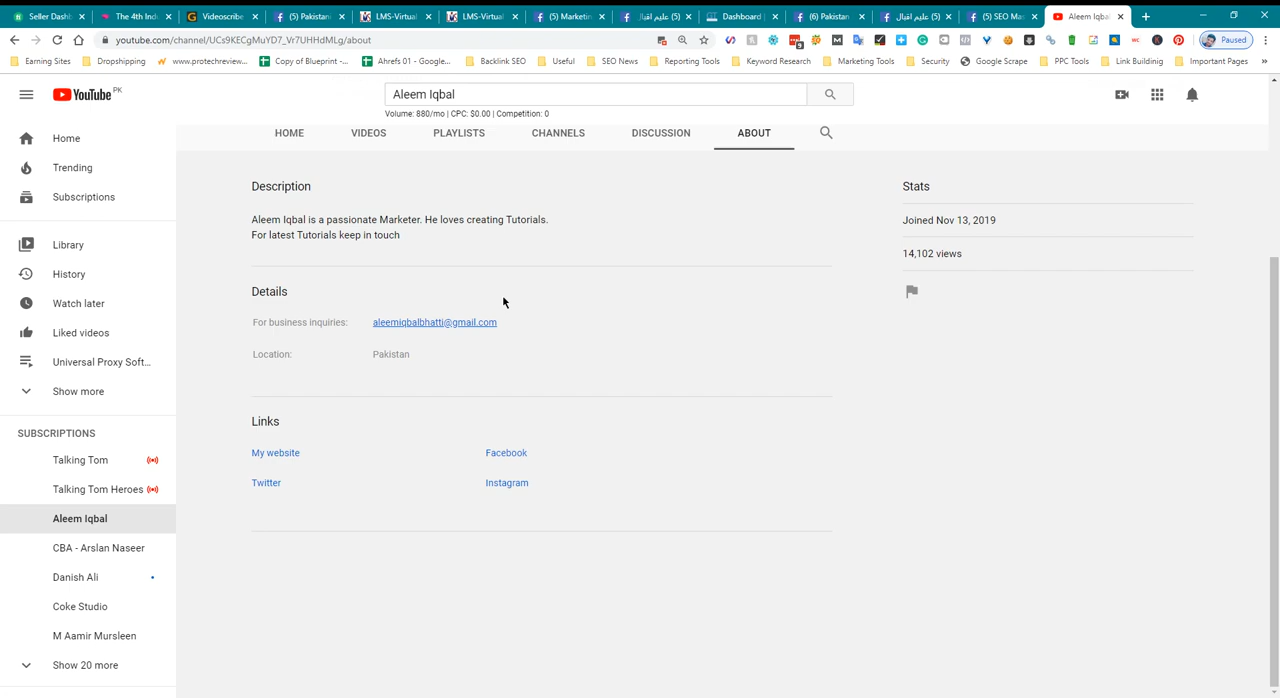 Seller Dashb
The 4th Indu
Videoscribe
(5) Pakistan
LMS-Virtual
LMS-Virtual
(5) Marketin
(5) علیم اقبال
Dashboard |
(6) Pakistan
(5) علیم اقبال
(5) SEO Mas
Aleem Iqbal
youtube.com/channel/UCs9KECgMuYD7_Vr7UHHdMLg/about
Paused
Earning Sites
Dropshipping
www.protechreview...
Copy of Blueprint -...
Ahrefs 01 - Google...
Backlink SEO
Useful
SEO News
Reporting Tools
Keyword Research
Marketing Tools
Security
Google Scrape
PPC Tools
Link Building
Important Pages
»
YouTube PK
Aleem Iqbal
Volume: 880/mo | CPC: $0.00 | Competition: 0
HOME
VIDEOS
PLAYLISTS
CHANNELS
DISCUSSION
ABOUT
Home
Trending
Subscriptions
Library
History
Watch later
Liked videos
Universal Proxy Soft...
Show more
SUBSCRIPTIONS
Talking Tom
Talking Tom Heroes
Aleem Iqbal
CBA - Arslan Naseer
Danish Ali
Coke Studio
M Aamir Mursleen
Show 20 more
Description
Aleem Iqbal is a passionate Marketer. He loves creating Tutorials.
For latest Tutorials keep in touch
Details
For business inquiries: aleemiqbalbhatti@gmail.com
Location: Pakistan
Links
My website
Facebook
Twitter
Instagram
Stats
Joined Nov 13, 2019
14,102 views